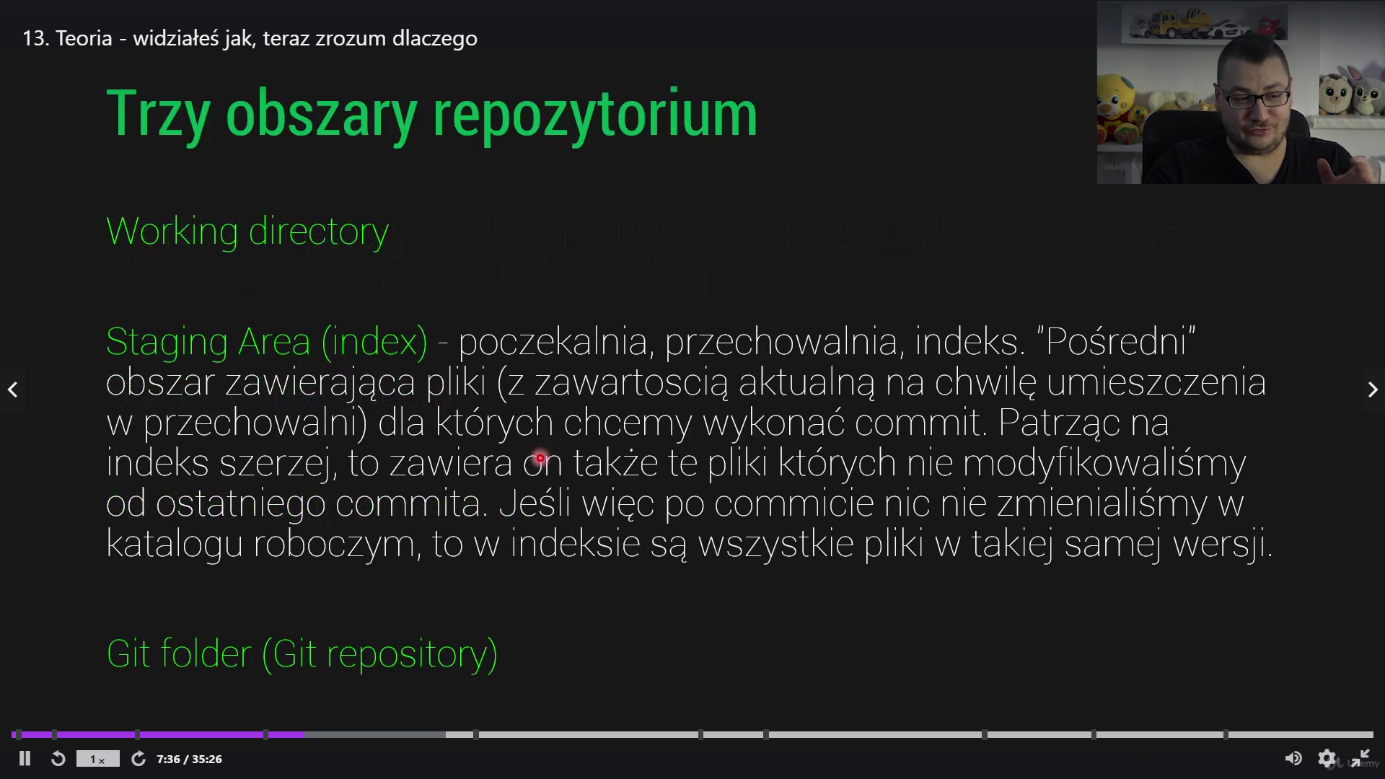 13. Teoria - widziałeś jak, teraz zrozum dlaczego
Trzy obszary repozytorium
Working directory
Staging Area (index) - poczekalnia, przechowalnia, indeks. "Pośredni"
obszar zawierająca pliki (z zawartoscią aktualną na chwilę umieszczenia
w przechowalni) dla których chcemy wykonać commit. Patrząc na
indeks szerzej, to zawiera on także te pliki których nie modyfikowaliśmy
od ostatniego commita. Jeśli więc po commicie nic nie zmienialiśmy w
katalogu roboczym, to w indeksie są wszystkie pliki w takiej samej wersji.
Git folder (Git repository)
1x
7:36 / 35:26
Udemy